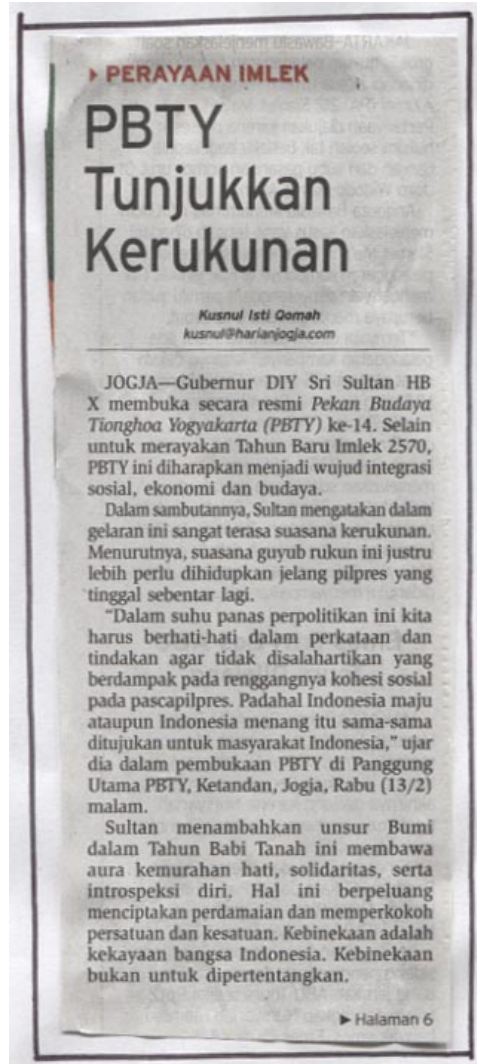 ▸ PERAYAAN IMLEK
PBTY
Tunjukkan
Kerukunan
Kusnul Isti Qomah
kusnul@harianjogja.com
JOGJA—Gubernur DIY Sri Sultan HB
X membuka secara resmi Pekan Budaya
Tionghoa Yogyakarta (PBTY) ke-14. Selain
untuk merayakan Tahun Baru Imlek 2570,
PBTY ini diharapkan menjadi wujud integrasi
sosial, ekonomi dan budaya.
Dalam sambutannya, Sultan mengatakan dalam
gelaran ini sangat terasa suasana kerukunan.
Menurutnya, suasana guyub rukun ini justru
lebih perlu dihidupkan jelang pilpres yang
tinggal sebentar lagi.
“Dalam suhu panas perpolitikan ini kita
harus berhati-hati dalam perkataan dan
tindakan agar tidak disalahartikan yang
berdampak pada renggangnya kohesi sosial
pada pascapilpres. Padahal Indonesia maju
ataupun Indonesia menang itu sama-sama
ditujukan untuk masyarakat Indonesia,” ujar
dia dalam pembukaan PBTY di Panggung
Utama PBTY, Ketandan, Jogja, Rabu (13/2)
malam.
Sultan menambahkan unsur Bumi
dalam Tahun Babi Tanah ini membawa
aura kemurahan hati, solidaritas, serta
introspeksi diri. Hal ini berpeluang
menciptakan perdamaian dan memperkokoh
persatuan dan kesatuan. Kebinekaan adalah
kekayaan bangsa Indonesia. Kebinekaan
bukan untuk dipertentangkan.
▸ Halaman 6